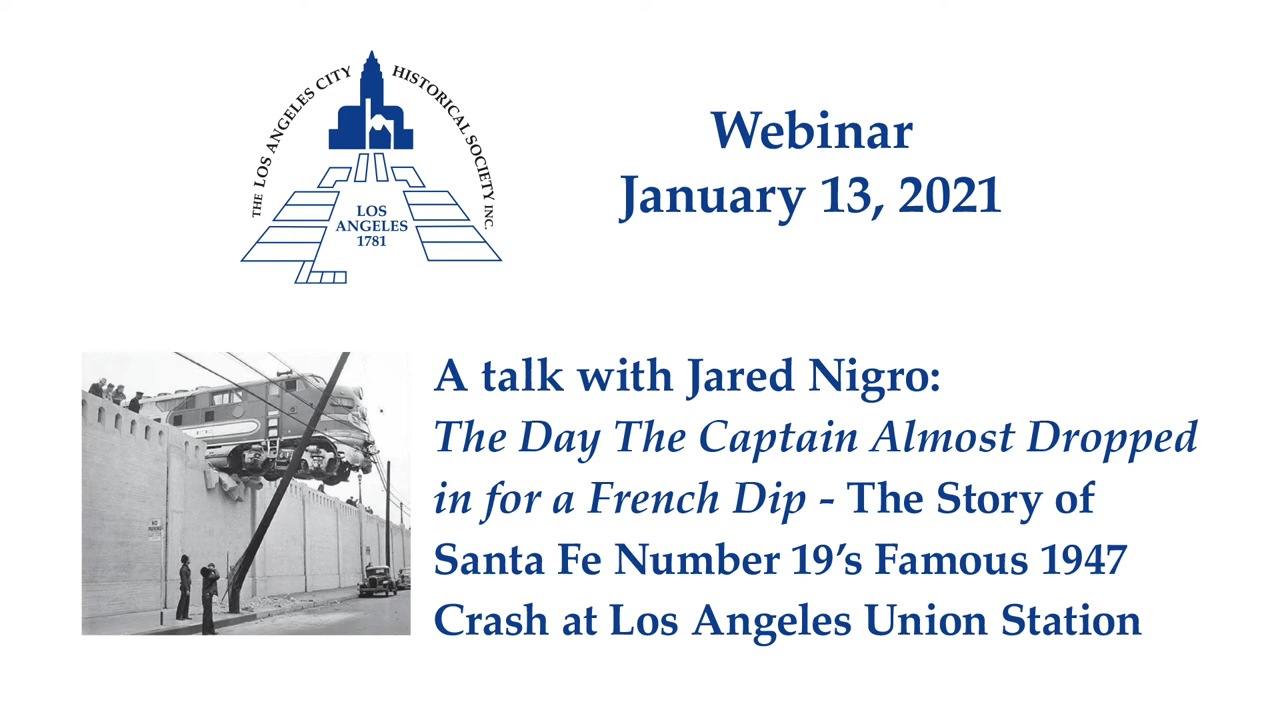 THE LOS ANGELES CITY HISTORICAL SOCIETY INC.
LOS
ANGELES
1781
Webinar
January 13, 2021
A talk with Jared Nigro:
The Day The Captain Almost Dropped
in for a French Dip - The Story of
Santa Fe Number 19’s Famous 1947
Crash at Los Angeles Union Station